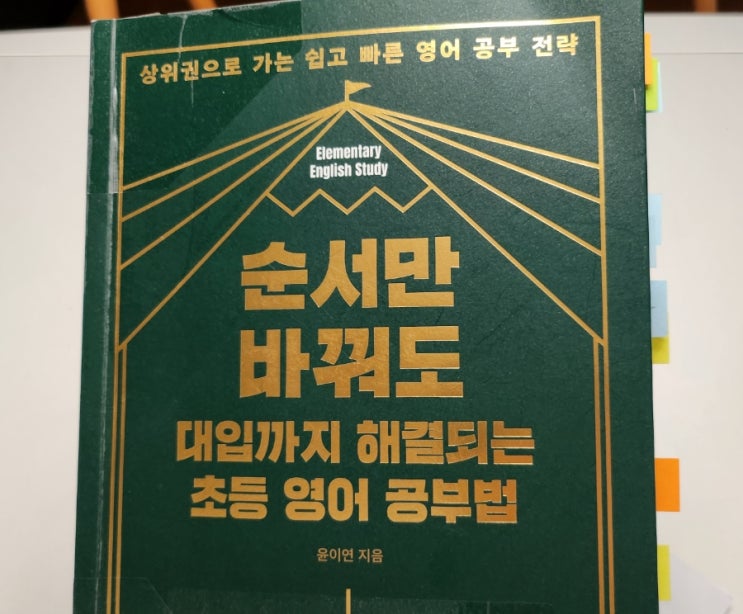 상위권으로 가는 쉽고 빠른 영어 공부 전략
Elementary
English Study
순서만
바꿔도
대입까지 해결되는
초등 영어 공부법
윤이연 지음